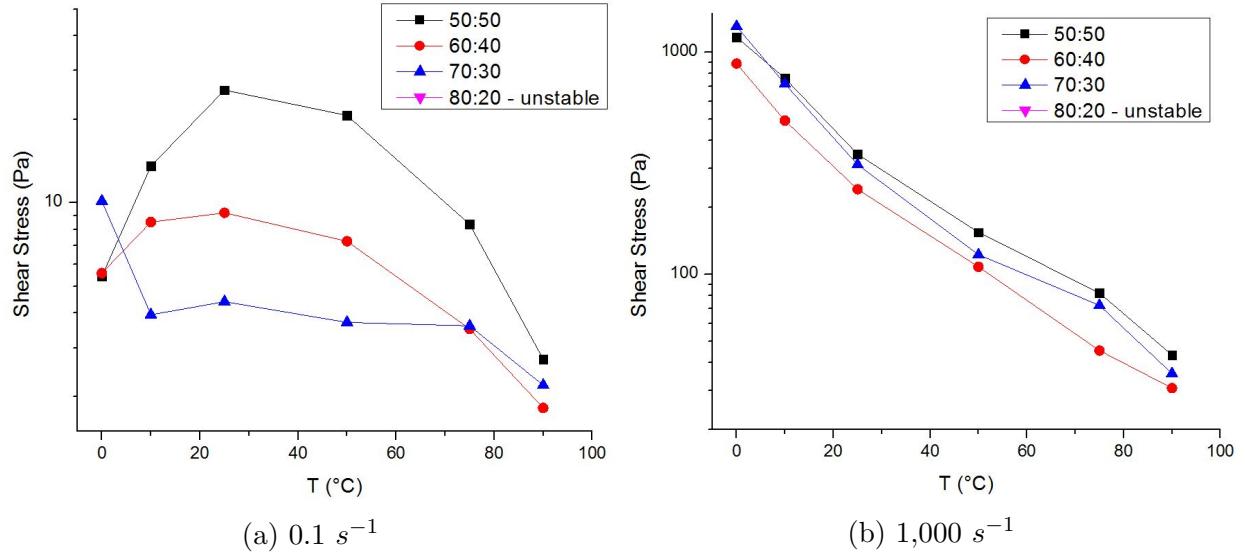 50:50
60:40
70:30
80:20 - unstable
10
Shear Stress (Pa)
0 20 40 60 80 100
T (°C)
(a) 0.1 s⁻¹
50:50
60:40
70:30
80:20 - unstable
1000
100
Shear Stress (Pa)
0 20 40 60 80 100
T (°C)
(b) 1,000 s⁻¹